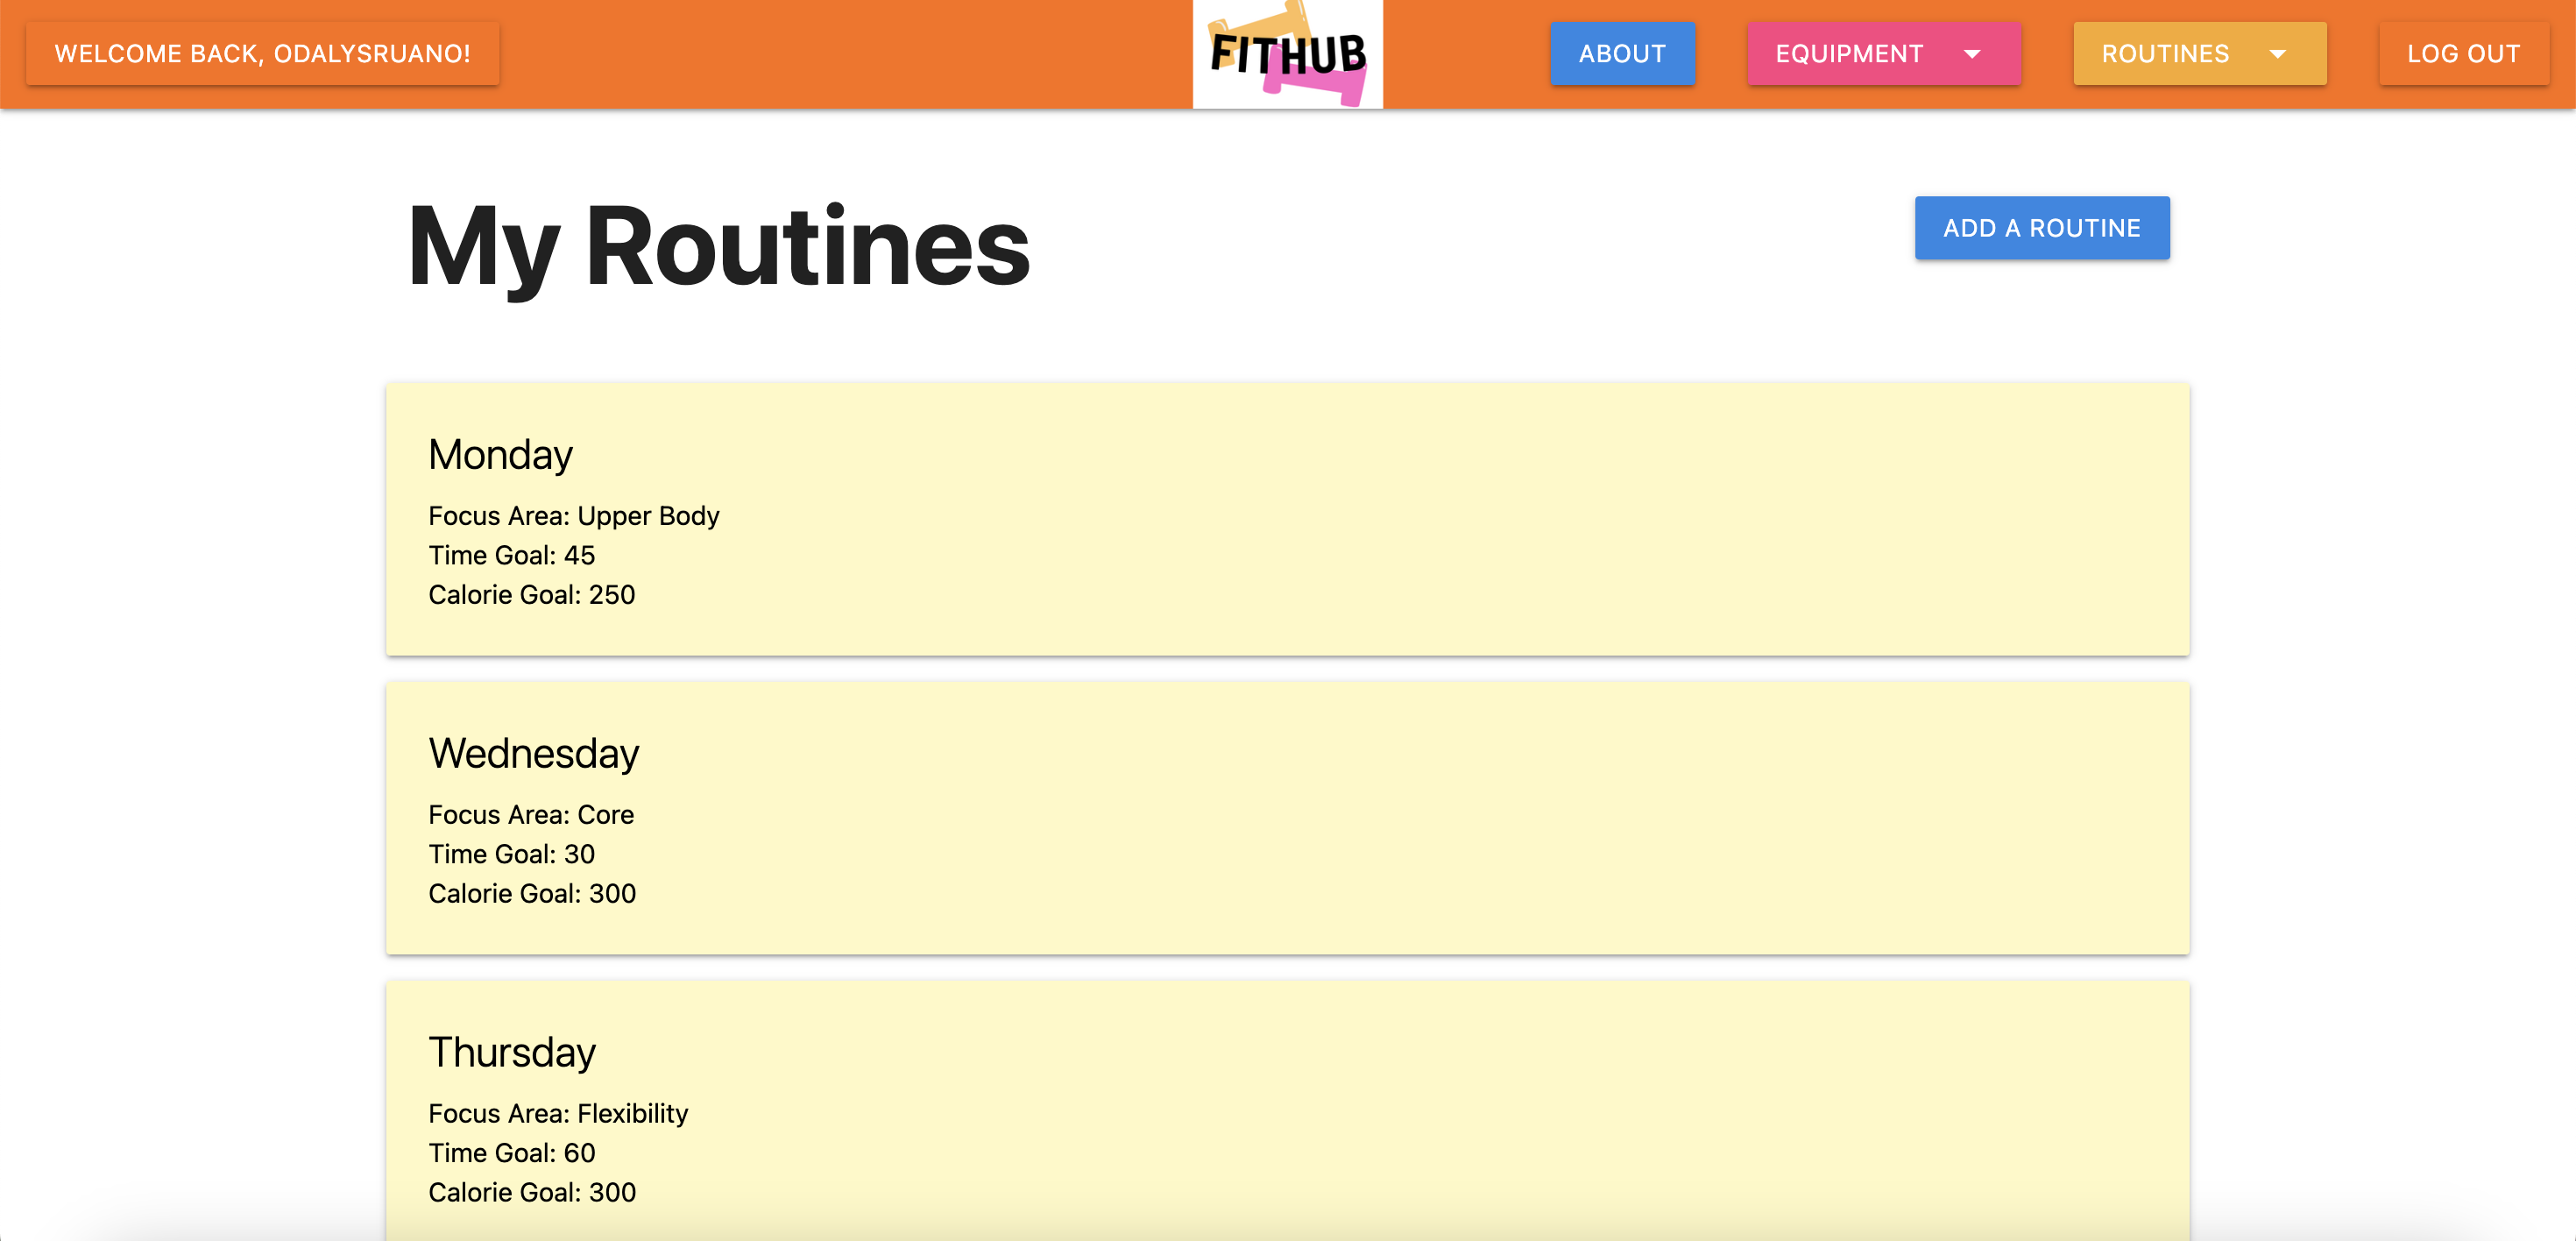 WELCOME BACK, ODALYSRUANO!
FITHUB
ABOUT
EQUIPMENT
ROUTINES
LOG OUT
My Routines
ADD A ROUTINE
Monday
Focus Area: Upper Body
Time Goal: 45
Calorie Goal: 250
Wednesday
Focus Area: Core
Time Goal: 30
Calorie Goal: 300
Thursday
Focus Area: Flexibility
Time Goal: 60
Calorie Goal: 300